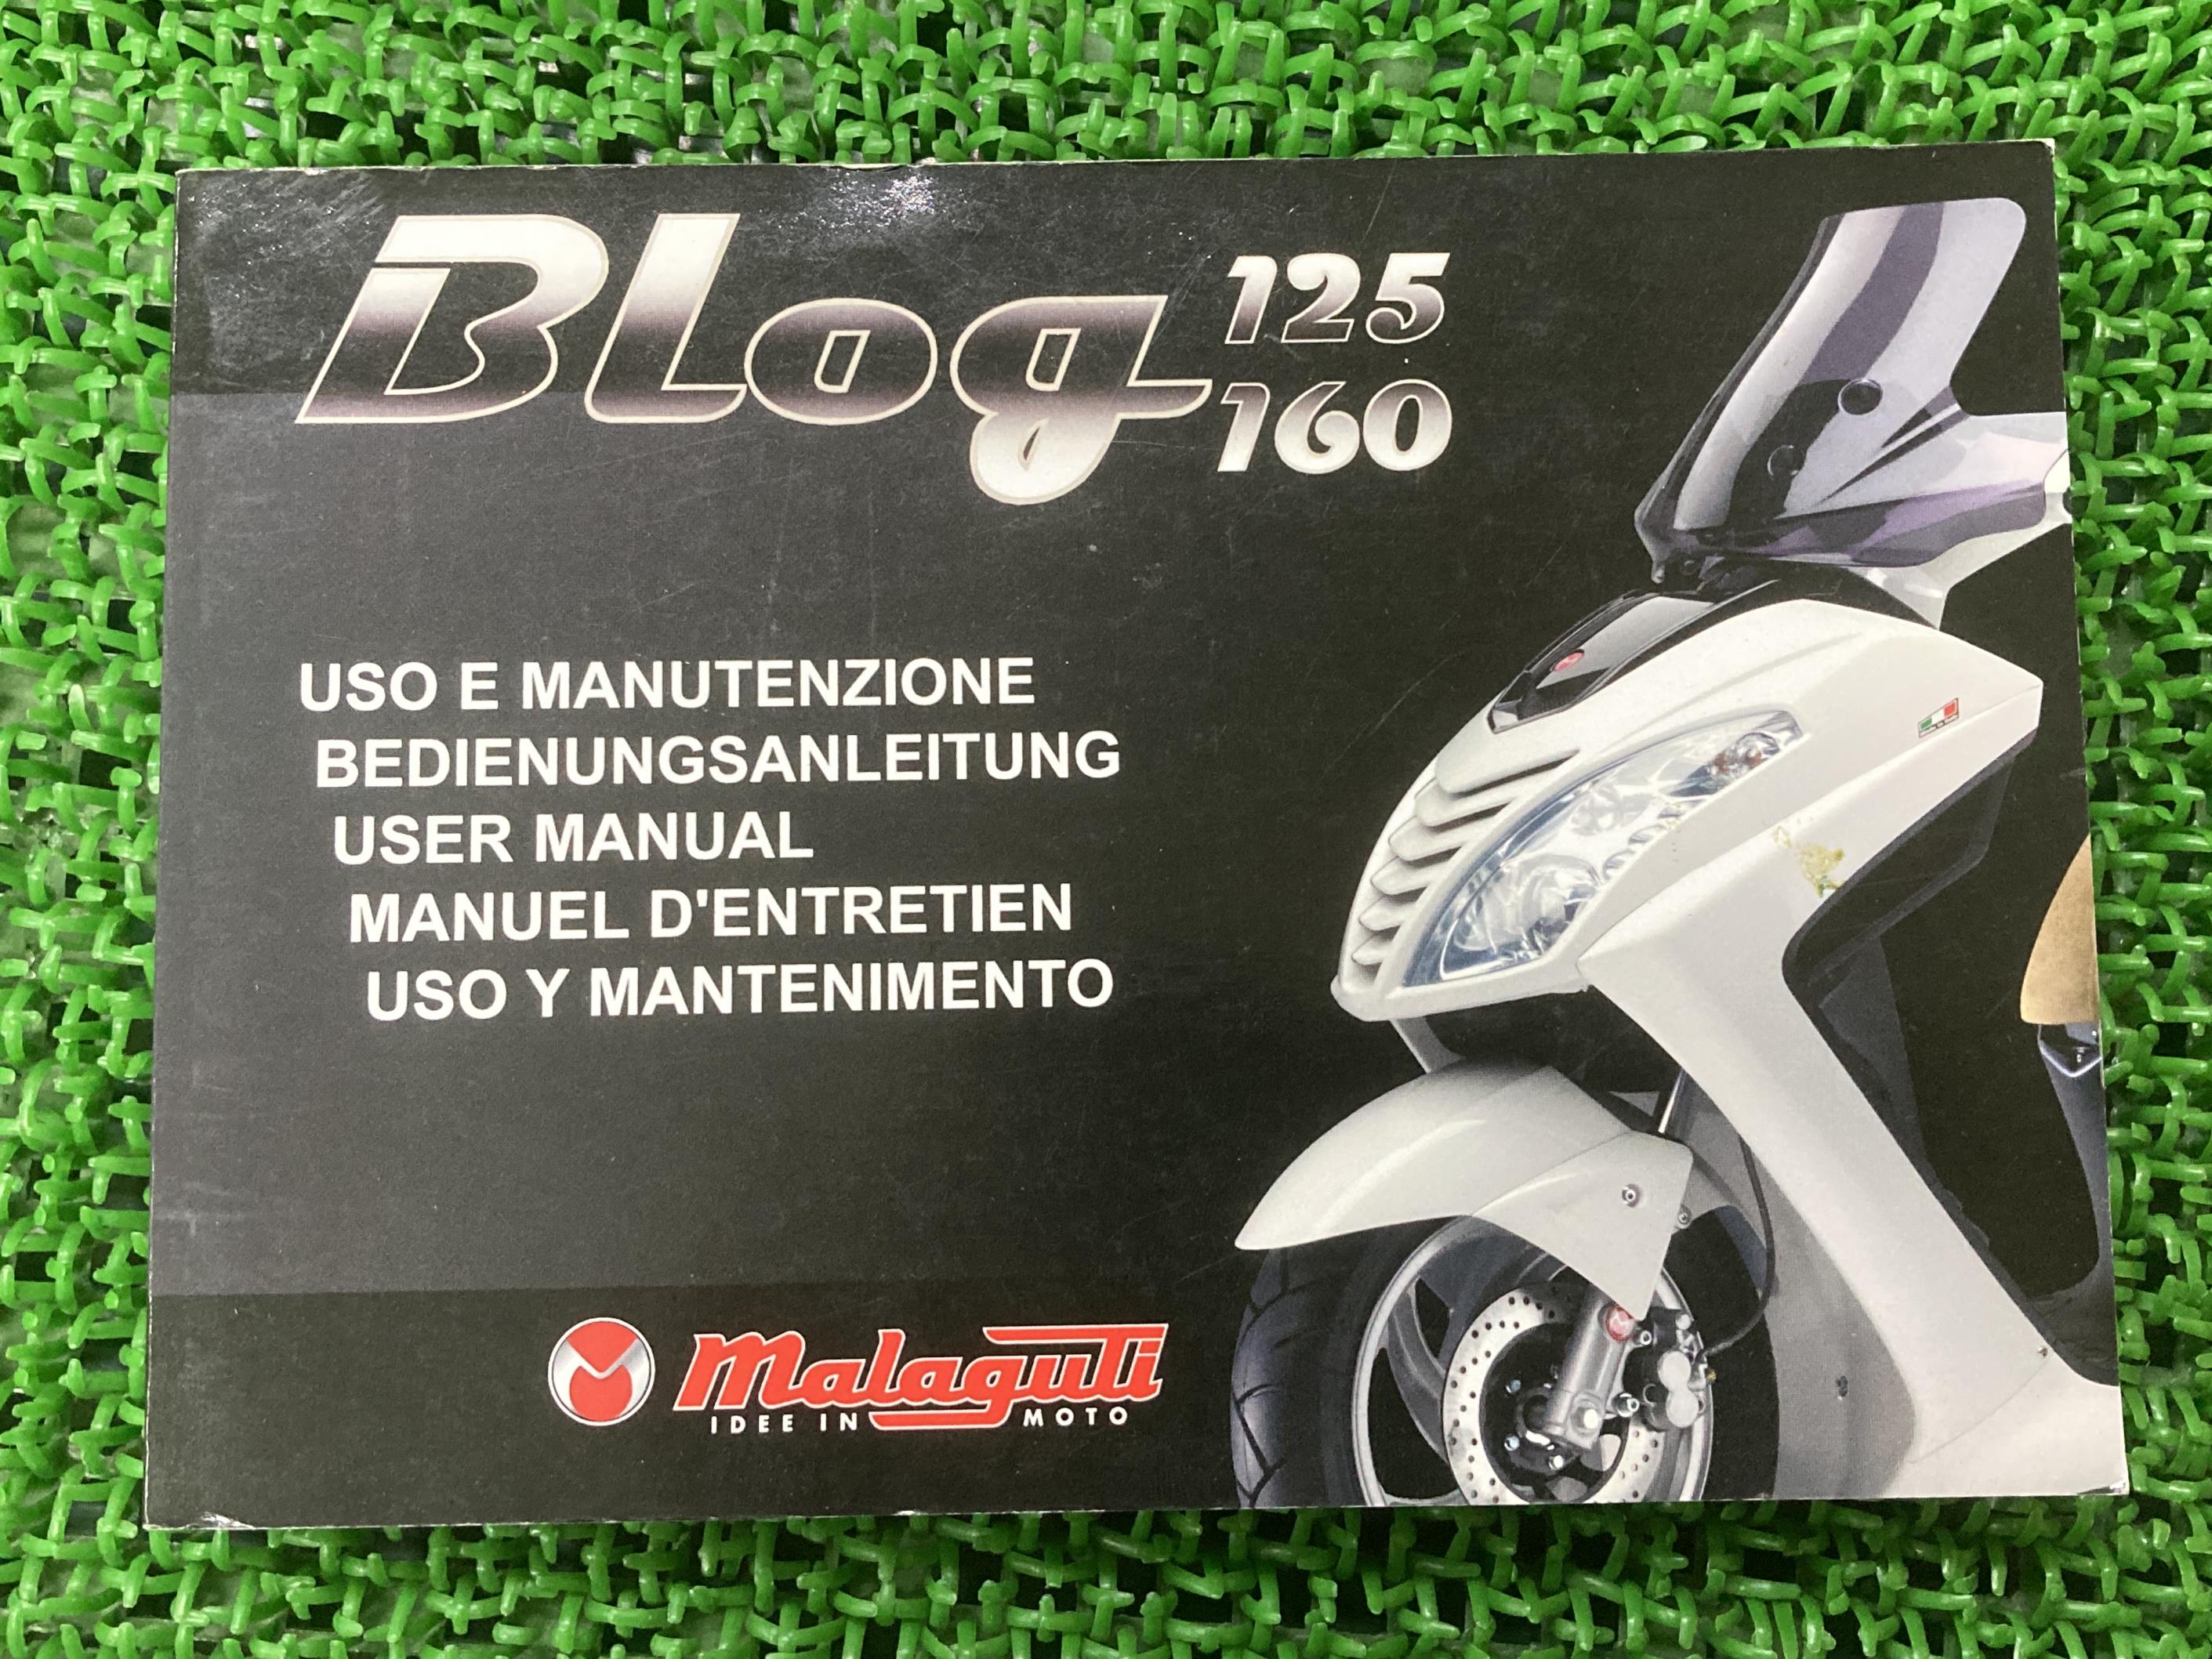 BLog 125
160
USO E MANUTENZIONE
BEDIENUNGSANLEITUNG
USER MANUAL
MANUEL D'ENTRETIEN
USO Y MANTENIMENTO
Malaguti
IDEE IN MOTO